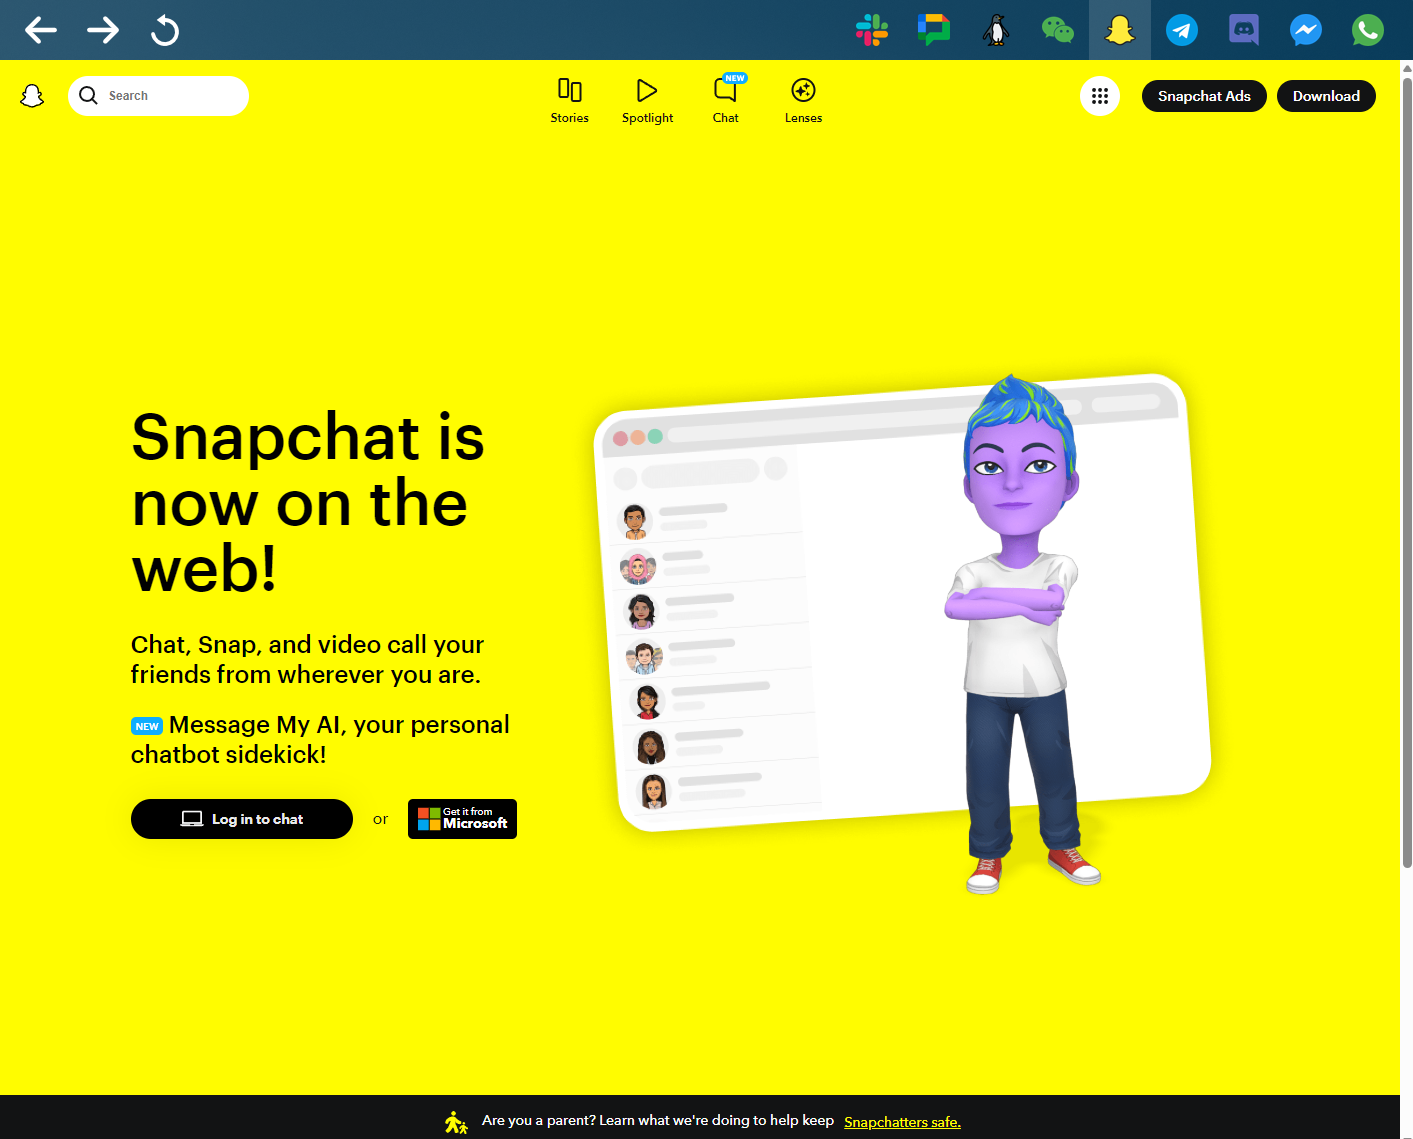 Search
Stories
Spotlight
NEW
Chat
Lenses
Snapchat Ads
Download
Snapchat is
now on the
web!
Chat, Snap, and video call your
friends from wherever you are.
NEW Message My AI, your personal
chatbot sidekick!
Log in to chat
or
Get it from
Microsoft
Are you a parent? Learn what we're doing to help keep Snapchatters safe.